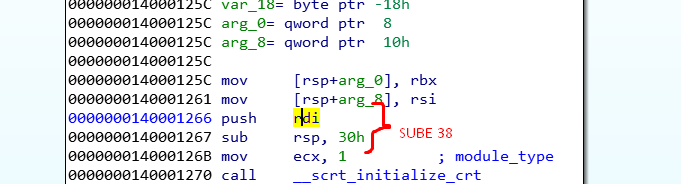 000000014000125C var_18= byte ptr -18h
000000014000125C arg_0= qword ptr  8
000000014000125C arg_8= qword ptr  10h
000000014000125C
000000014000125C mov     [rsp+arg_0], rbx
0000000140001261 mov     [rsp+arg_8], rsi
0000000140001266 push    rdi
0000000140001267 sub     rsp, 30h
SUBE 38
000000014000126B mov     ecx, 1          ; module_type
0000000140001270 call    __scrt_initialize_crt